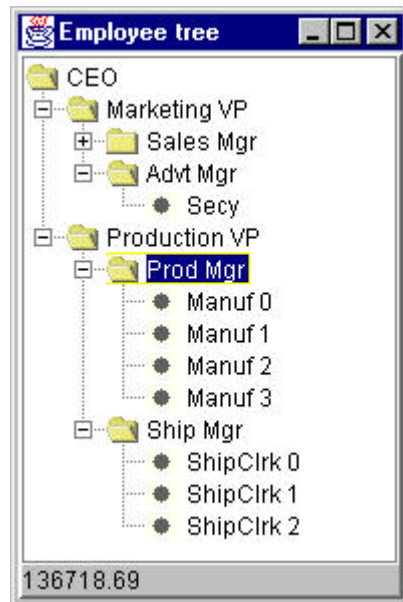 Employee tree
CEO
Marketing VP
Sales Mgr
Advt Mgr
Secy
Production VP
Prod Mgr
Manuf 0
Manuf 1
Manuf 2
Manuf 3
Ship Mgr
ShipClrk 0
ShipClrk 1
ShipClrk 2
136718.69